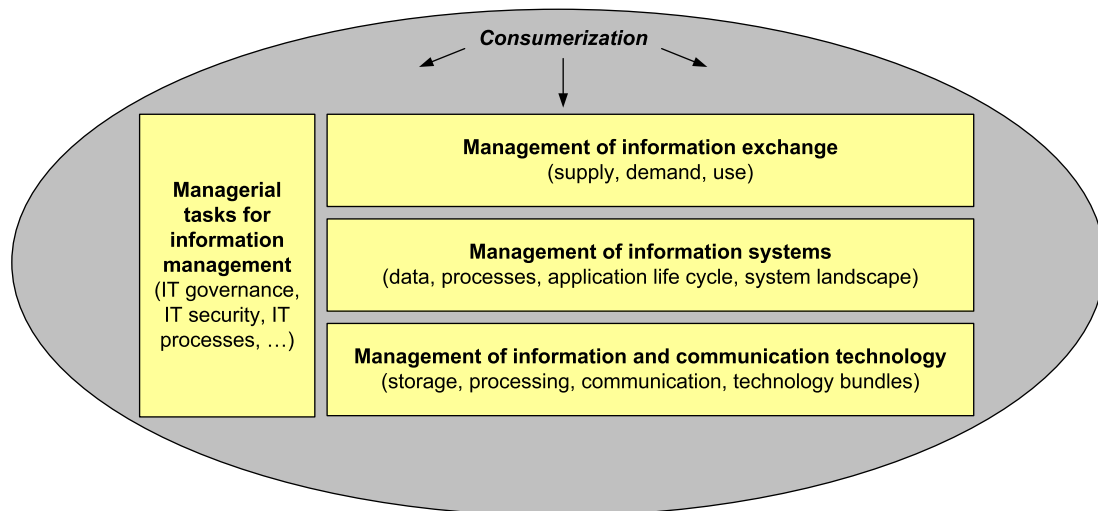 Consumerization
Managerial
tasks for
information
management
(IT governance,
IT security, IT
processes, …)
Management of information exchange
(supply, demand, use)
Management of information systems
(data, processes, application life cycle, system landscape)
Management of information and communication technology
(storage, processing, communication, technology bundles)